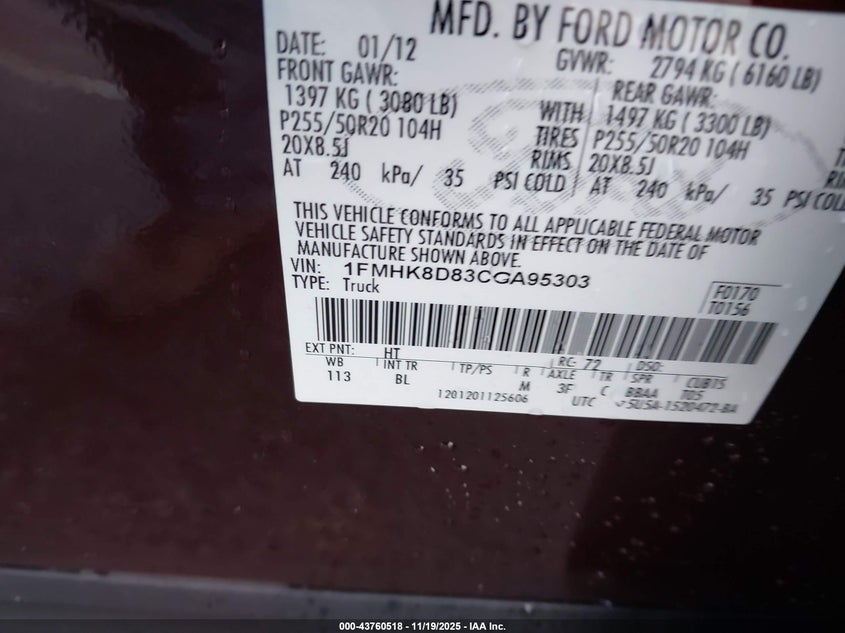 MFD. BY FORD MOTOR CO.
DATE: 01/12 GVWR: 2794 KG ( 6160 LB)
FRONT GAWR: REAR GAWR:
1397 KG ( 3080 LB) WITH 1497 KG ( 3300 LB)
P255/50R20 104H TIRES P255/50R20 104H
20X8.5J RIMS 20X8.5J
AT 240 kPa/ 35 PSI COLD AT 240 kPa/ 35 PSI COLD
THIS VEHICLE CONFORMS TO ALL APPLICABLE FEDERAL MOTOR
VEHICLE SAFETY STANDARDS IN EFFECT ON THE DATE OF
MANUFACTURE SHOWN ABOVE.
VIN: 1FMHK8D83CGA95303
TYPE: Truck
F0170
T0156
EXT PNT: HT RC: 72 DSO:
WB INT TR TP/PS R AXLE TR SPR CUBTS
113 BL M 3F C BBAA T05
1201201125606 UTC 5U5A-1520472-BA
000-43760518 - 11/19/2025 - IAA Inc.